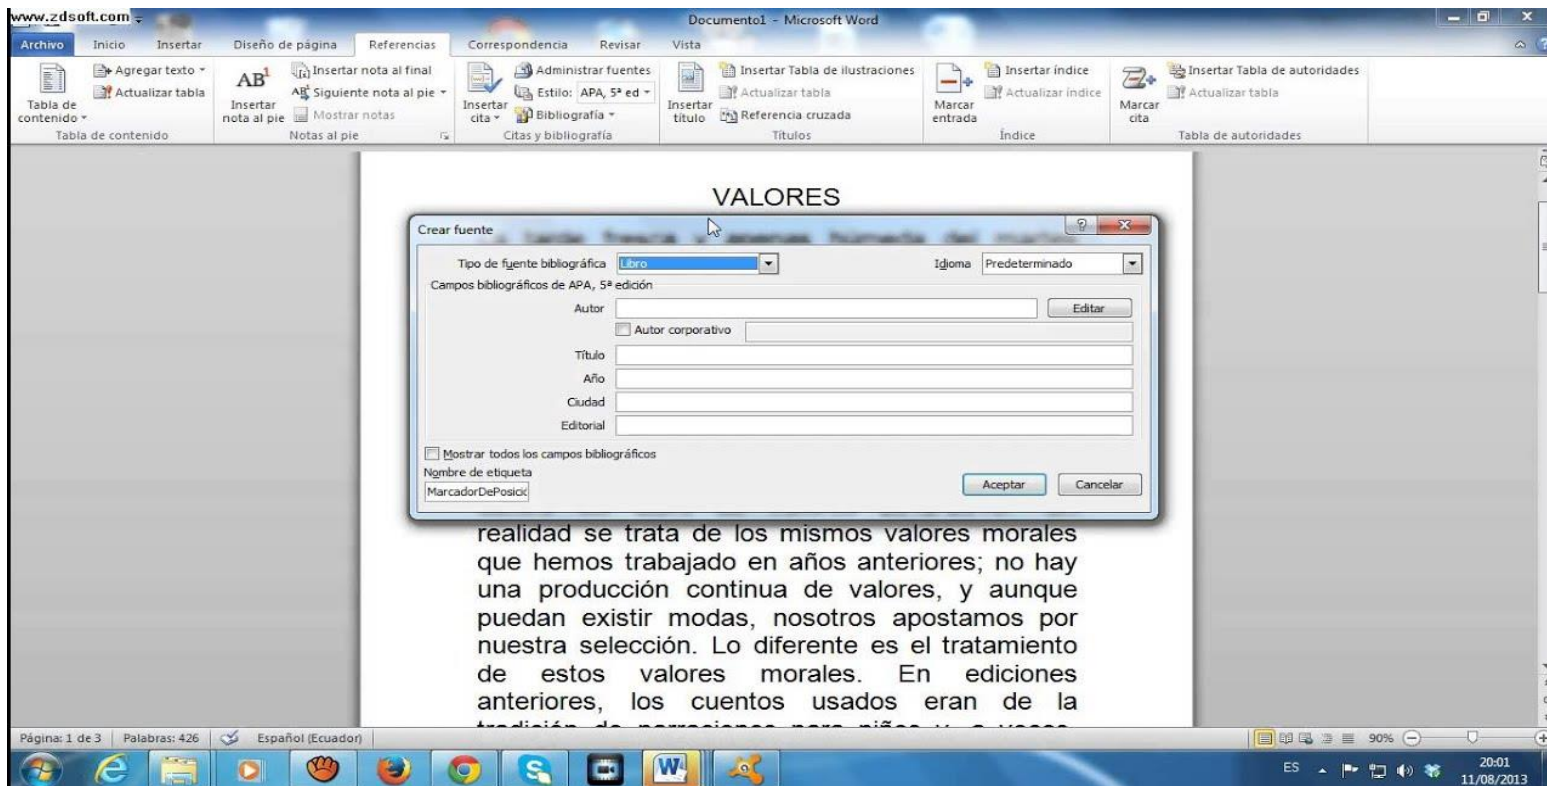 www.zdsoft.com
Documento1 - Microsoft Word
Archivo Inicio Insertar Diseño de página Referencias Correspondencia Revisar Vista
Agregar texto
Actualizar tabla
Tabla de
contenido
Tabla de contenido
AB1
Insertar
nota al pie
Insertar nota al final
Siguiente nota al pie
Mostrar notas
Notas al pie
Insertar
cita
Administrar fuentes
Estilo: APA, 5ª ed
Bibliografía
Citas y bibliografía
Insertar
título
Insertar Tabla de ilustraciones
Actualizar tabla
Referencia cruzada
Títulos
Marcar
entrada
Insertar índice
Actualizar índice
Índice
Marcar
cita
Insertar Tabla de autoridades
Actualizar tabla
Tabla de autoridades
VALORES
Crear fuente
Tipo de fuente bibliográfica Libro Idioma Predeterminado
Campos bibliográficos de APA, 5ª edición
Autor Editar
Autor corporativo
Título
Año
Ciudad
Editorial
Mostrar todos los campos bibliográficos
Nombre de etiqueta
MarcadorDePosici
Aceptar Cancelar
realidad se trata de los mismos valores morales
que hemos trabajado en años anteriores; no hay
una producción continua de valores, y aunque
puedan existir modas, nosotros apostamos por
nuestra selección. Lo diferente es el tratamiento
de estos valores morales. En ediciones
anteriores, los cuentos usados eran de la
Página: 1 de 3 Palabras: 426 Español (Ecuador) 90%
ES 20:01
11/08/2013